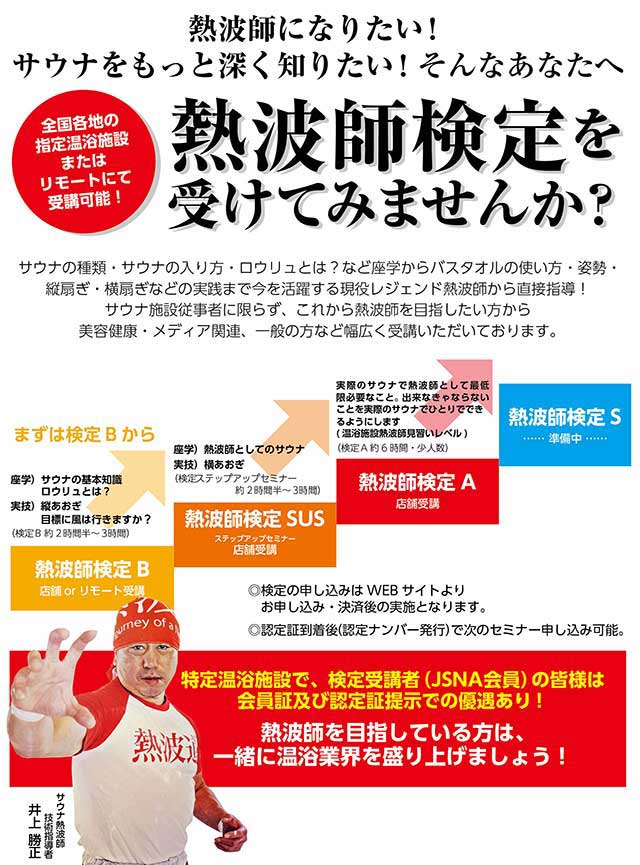 熱波師になりたい!
サウナをもっと深く知りたい! そんなあなたへ
全国各地の
指定温浴施設
または
リモートにて
受講可能!
熱波師検定を
受けてみませんか?
サウナの種類・サウナの入り方・ロウリュとは?など座学からバスタオルの使い方・姿勢・
縦扇ぎ・横扇ぎなどの実践まで今を活躍する現役レジェンド熱波師から直接指導!
サウナ施設従事者に限らず、これから熱波師を目指したい方から
美容健康・メディア関連、一般の方など幅広く受講いただいております。
まずは検定Bから
座学)サウナの基本知識
ロウリュとは?
実技)縦あおぎ
目標に風は行きますか?
(検定B 約2時間半~3時間)
熱波師検定 B
店舗 or リモート受講
座学)熱波師としてのサウナ
実技)横あおぎ
(検定ステップアップセミナー
約2時間半~3時間)
熱波師検定 SUS
ステップアップセミナー
店舗受講
実際のサウナで熱波師として最低
限必要なこと。出来なきゃならない
ことを実際のサウナでひとりででき
るようにします
(温浴施設熱波師見習いレベル)
(検定A 約6時間・少人数)
熱波師検定 A
店舗受講
熱波師検定 S
…… 準備中 ……
◎検定の申し込みは WEB サイトより
お申し込み・決済後の実施となります。
◎認定証到着後(認定ナンバー発行)で次のセミナー申し込み可能。
特定温浴施設で、検定受講者(JSNA会員)の皆様は
会員証及び認定証提示での優遇あり!
熱波師を目指している方は、
一緒に温浴業界を盛り上げましょう!
ourney of a
熱波道
サウナ熱波師
技術指導者
井上 勝正